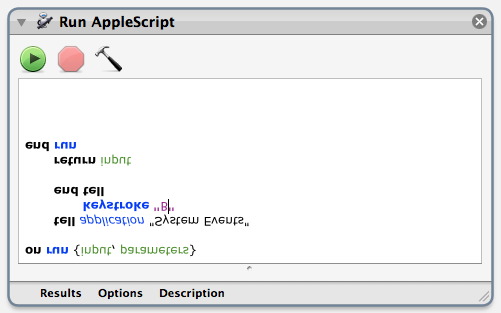 Run AppleScript
on run {input, parameters}
tell application "System Events"
keystroke "B"
end tell
return input
end run
Results Options Description